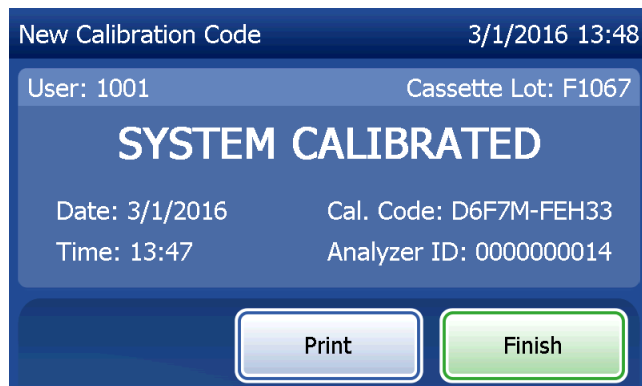 New Calibration Code 3/1/2016 13:48
User: 1001 Cassette Lot: F1067
SYSTEM CALIBRATED
Date: 3/1/2016 Cal. Code: D6F7M-FEH33
Time: 13:47 Analyzer ID: 0000000014
Print Finish